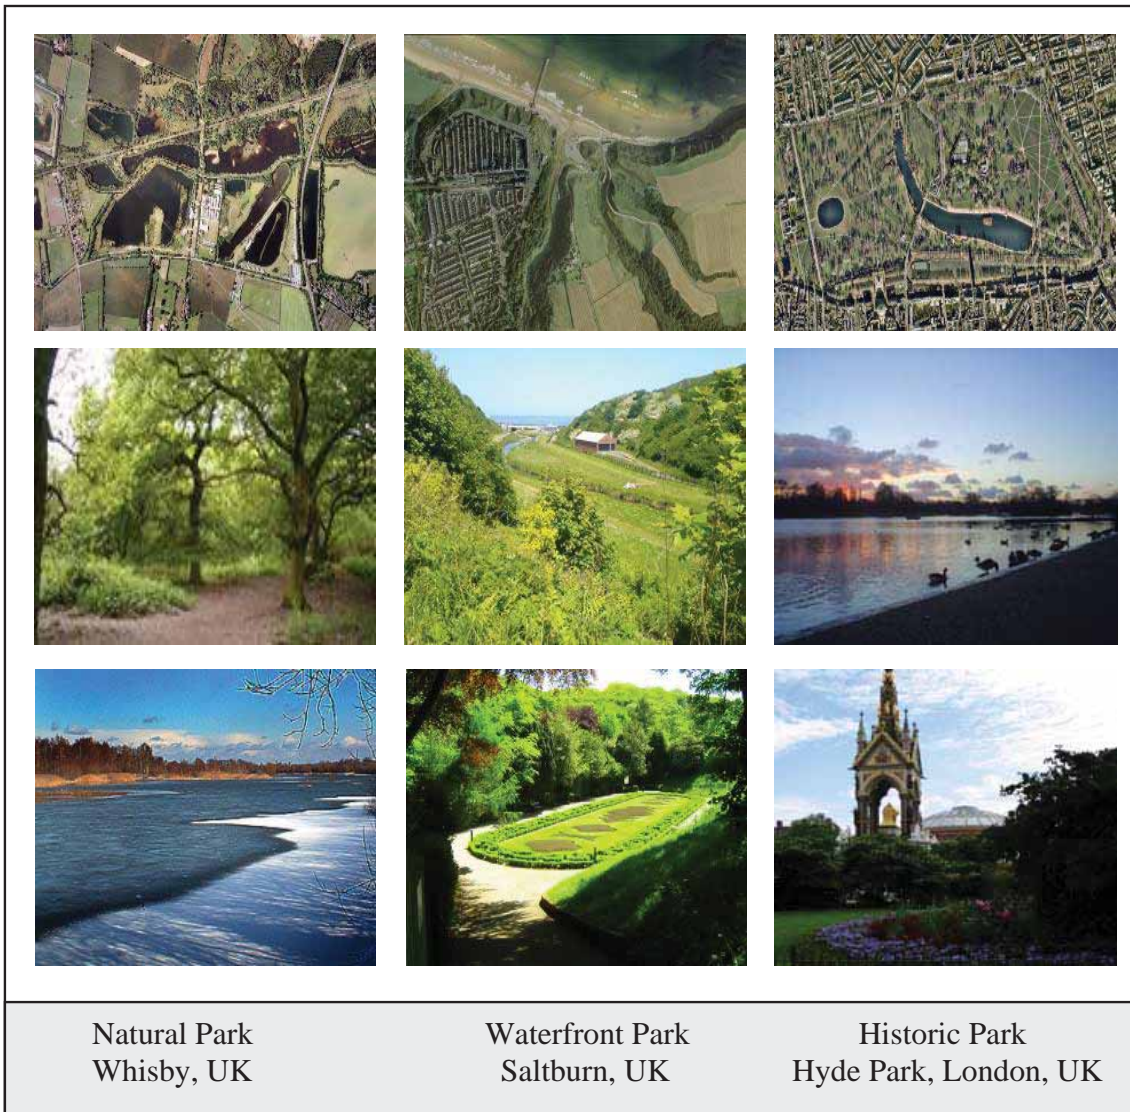 Natural Park
Whisby, UK
Waterfront Park
Saltburn, UK
Historic Park
Hyde Park, London, UK